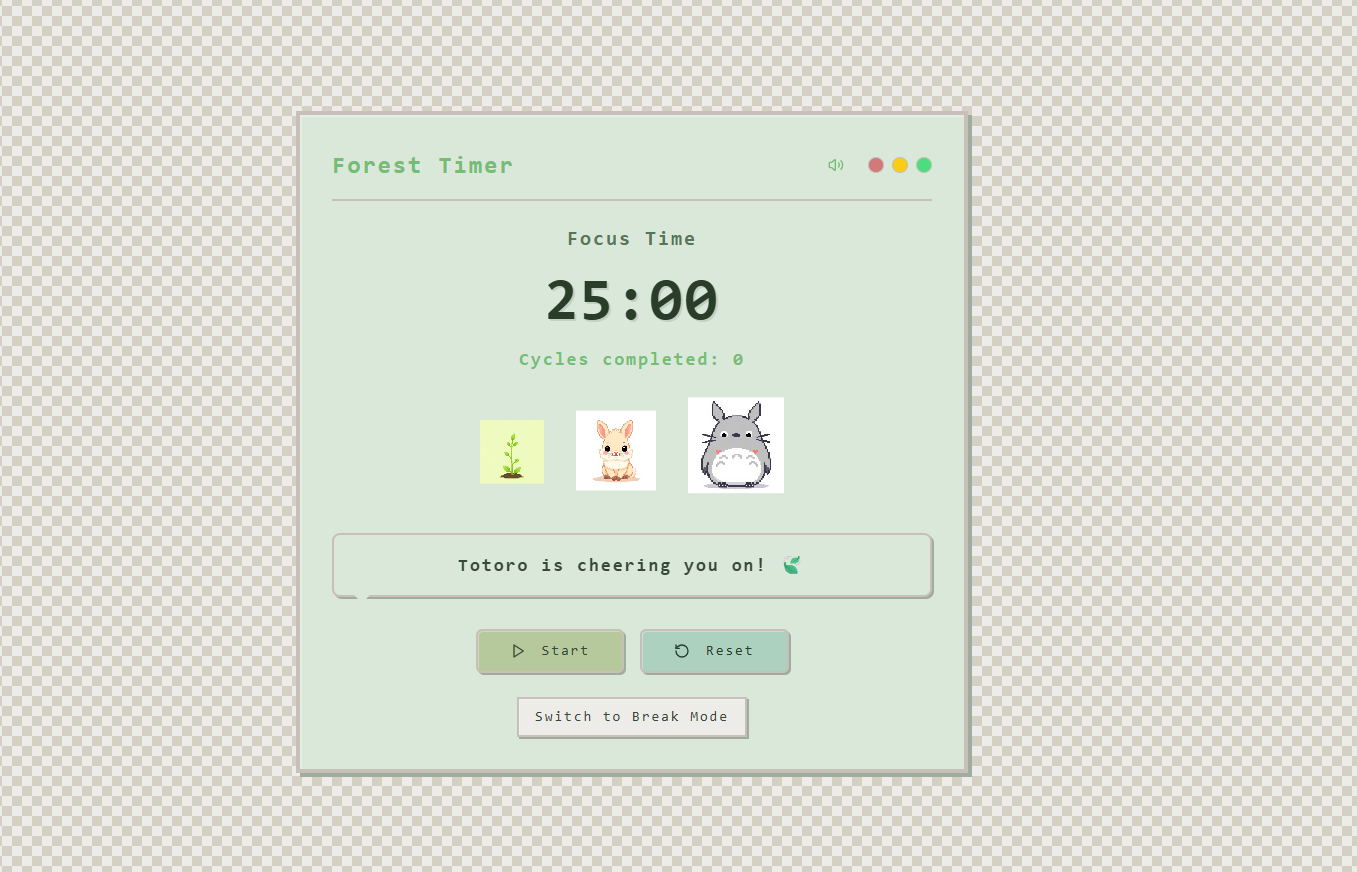 Forest Timer
Focus Time
25:00
Cycles completed: 0
Totoro is cheering you on! 🍃
Start
Reset
Switch to Break Mode